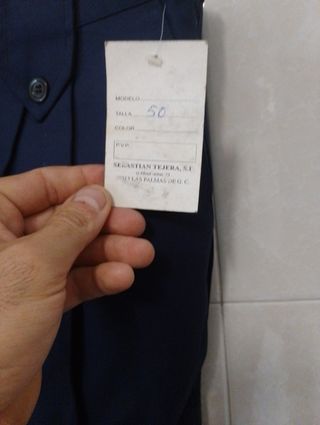 MODELO
TALLA 50
COLOR
P.V.P.
SEBASTIAN TEJERA, S.L.
LAS PALMAS DE G. C.